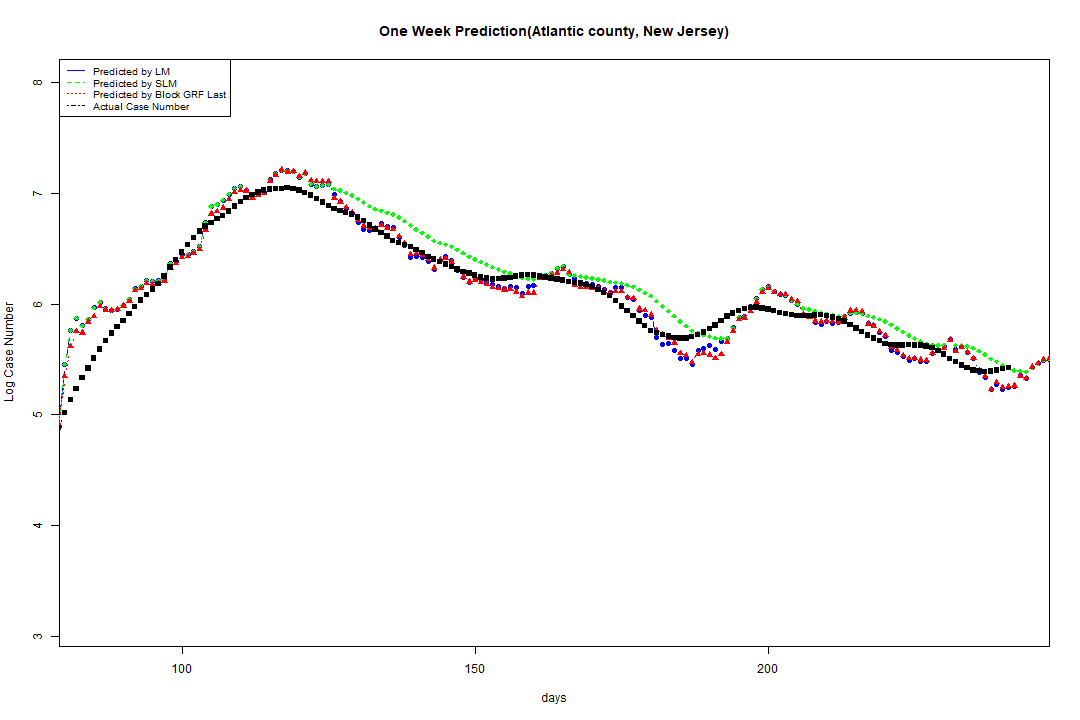 One Week Prediction(Atlantic county, New Jersey)
Predicted by LM
Predicted by SLM
Predicted by Block GRF Last
Actual Case Number
8
7
6
5
4
3
Log Case Number
100 150 200
days